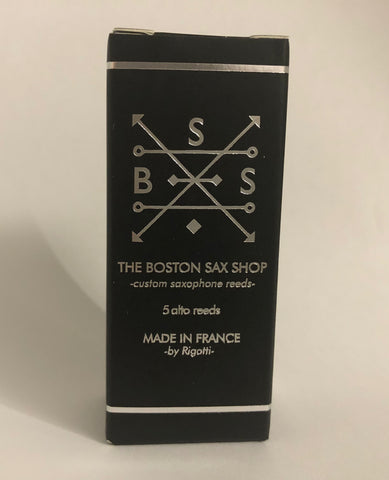 S
B S
THE BOSTON SAX SHOP
-custom saxophone reeds-
5 alto reeds
MADE IN FRANCE
-by Rigotti-